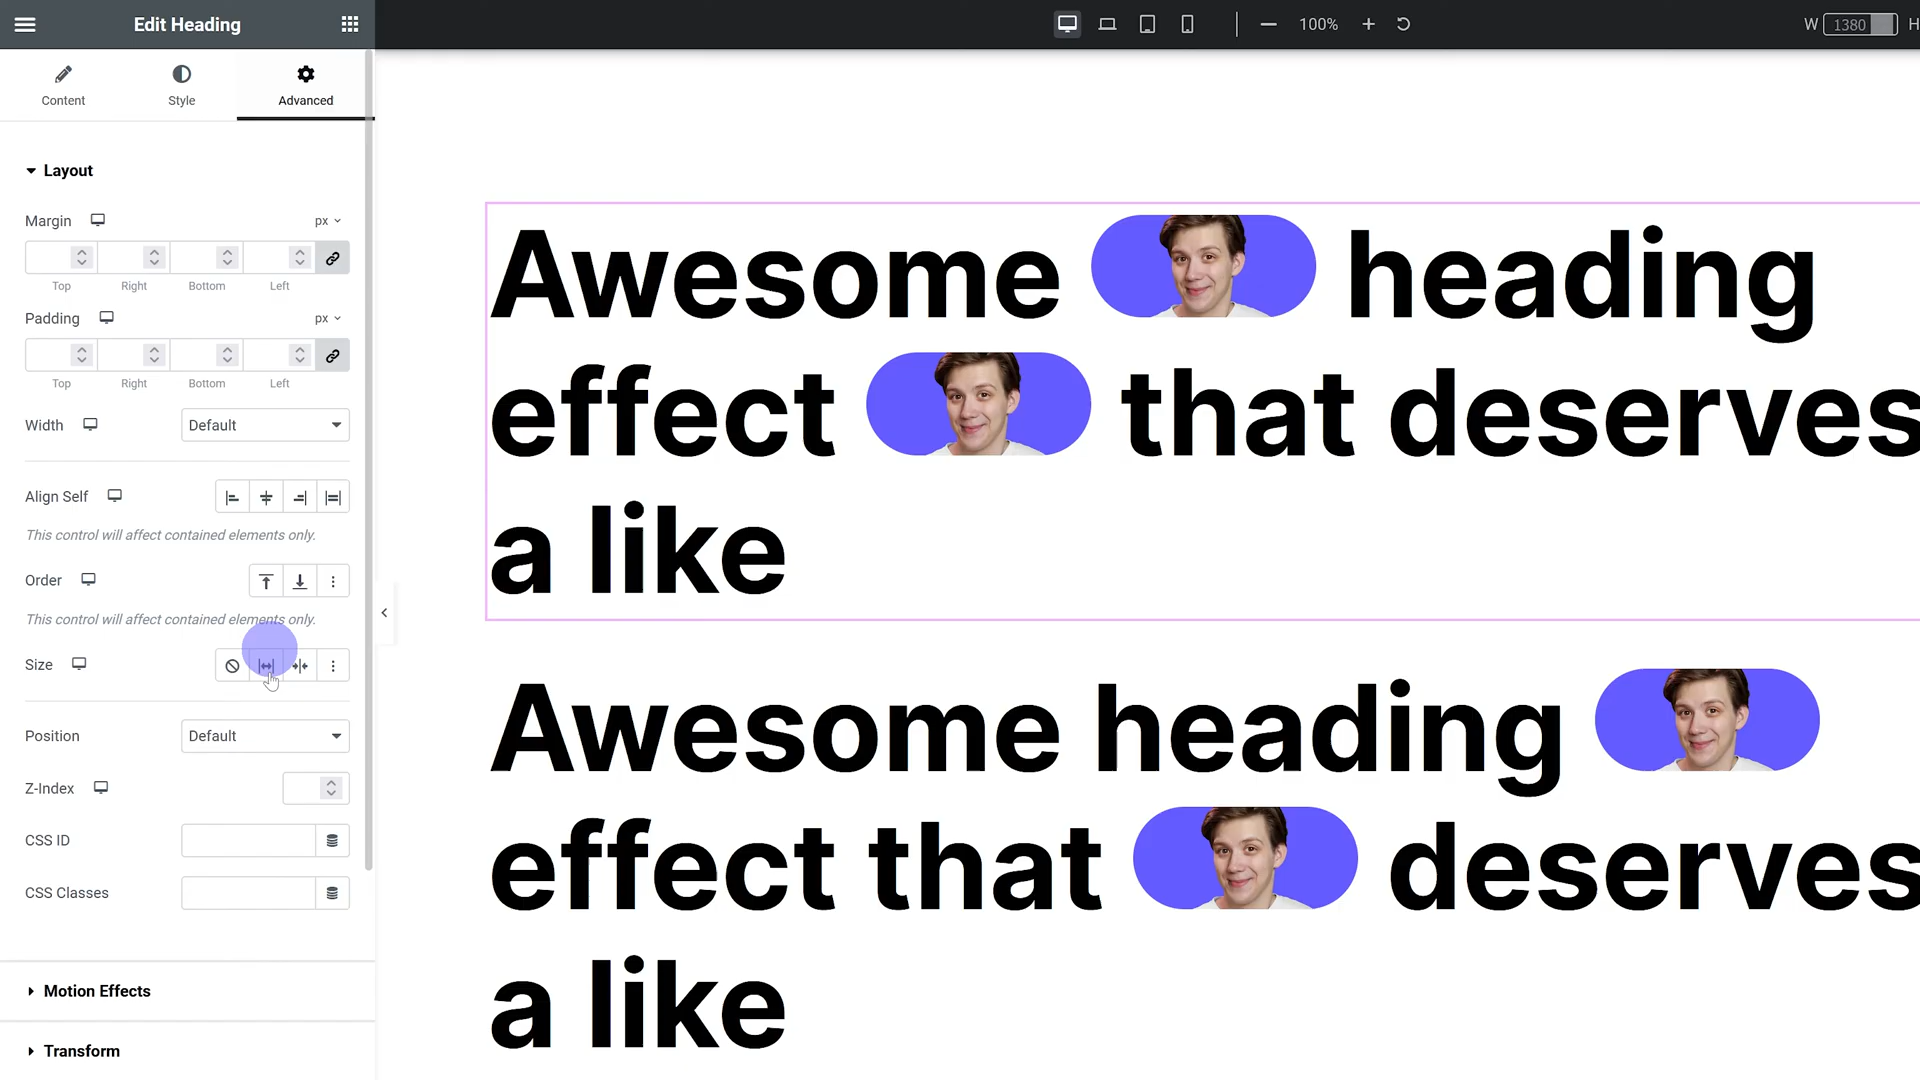 Edit Heading
100%
W 1380 H
Content
Style
Advanced
Layout
Margin
px
Top
Right
Bottom
Left
Padding
px
Top
Right
Bottom
Left
Width
Default
Align Self
This control will affect contained elements only.
Order
This control will affect contained elements only.
Size
Position
Default
Z-Index
CSS ID
CSS Classes
Motion Effects
Transform
Awesome heading
effect that deserves
a like
Awesome heading
effect that deserves
a like